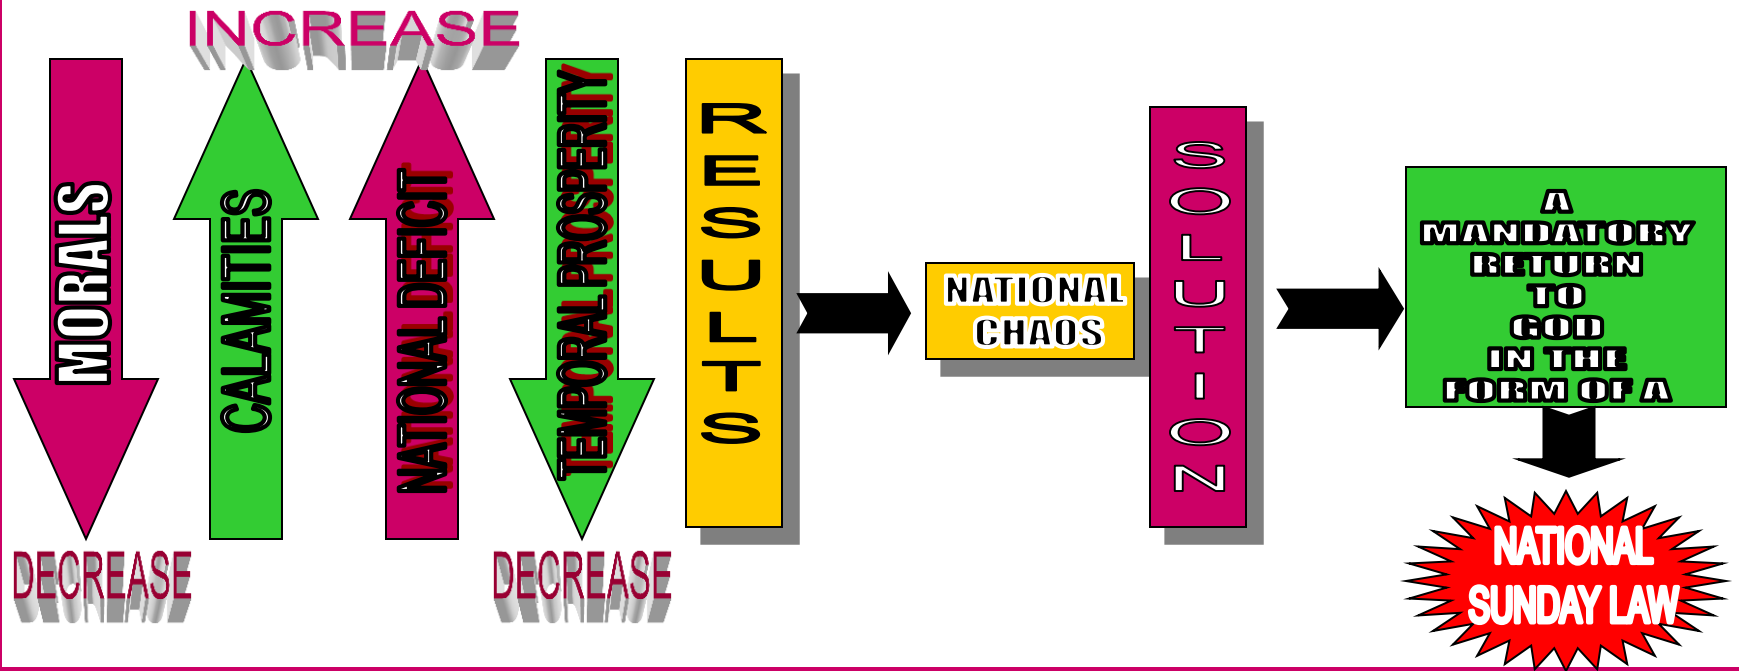 INCREASE
MORALS
CALAMITIES
NATIONAL DEFICIT
TEMPORAL PROSPERITY
DECREASE
DECREASE
RESULTS
NATIONAL
CHAOS
SOLUTION
A
MANDATORY
RETURN
TO
GOD
IN THE
FORM OF A
NATIONAL
SUNDAY LAW